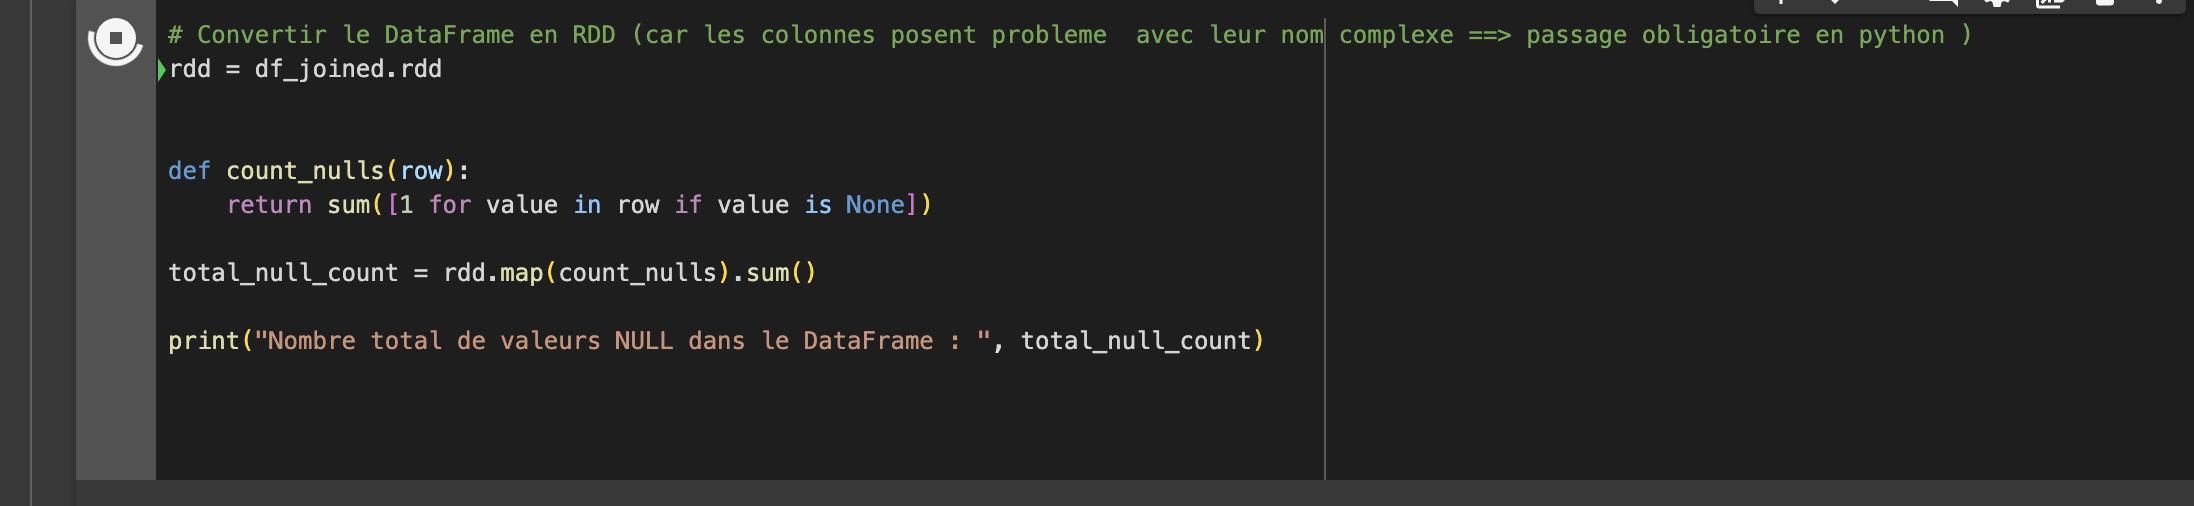 # Convertir le DataFrame en RDD (car les colonnes posent probleme  avec leur nom complexe ==> passage obligatoire en python )
rdd = df_joined.rdd
def count_nulls(row):
    return sum([1 for value in row if value is None])
total_null_count = rdd.map(count_nulls).sum()
print("Nombre total de valeurs NULL dans le DataFrame : ", total_null_count)